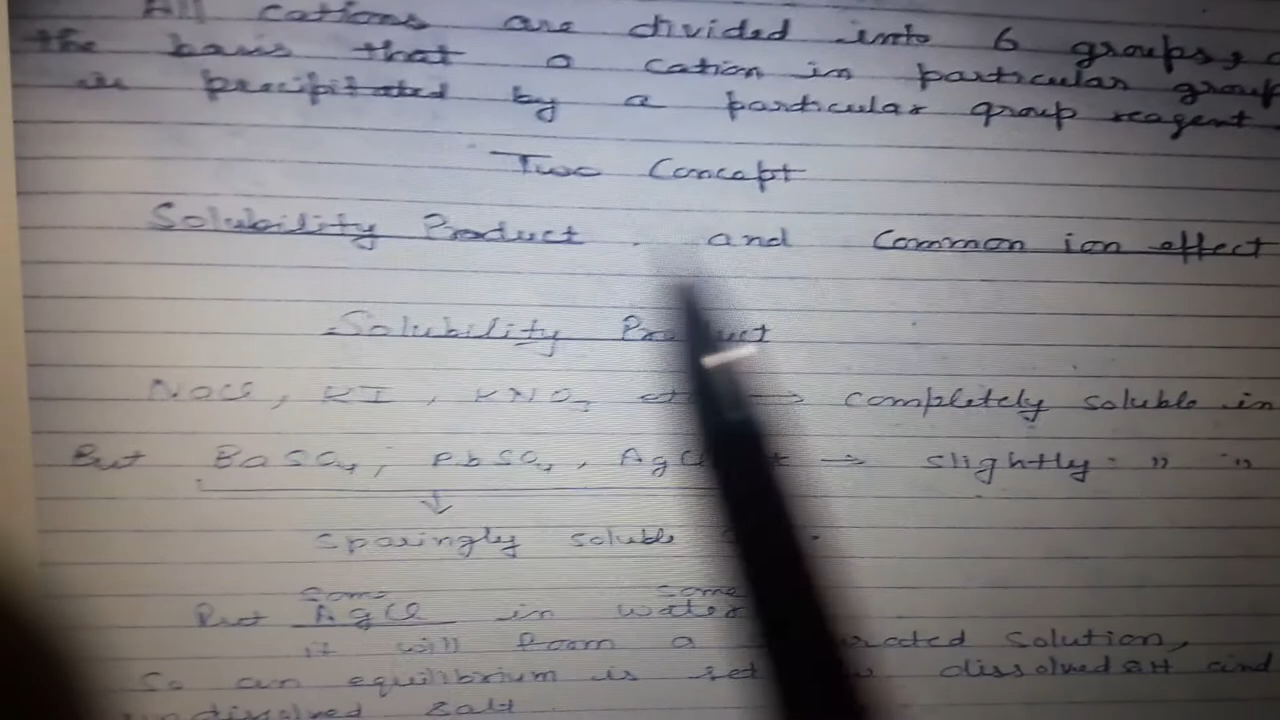 All cations are divided into 6 groups,
the basis that a cation in particular group
is precipitated by a particular group reagent
Two Concept
Solubility Product and Common ion effect
Solubility Product
NaCl, KI, KNO3 → completely soluble in
But BaSO4, PbSO4, → slightly " "
↓
sparingly soluble
some some
Put AgCl in water
it will form a solution,
So an equilibrium is set dissolved and
salt